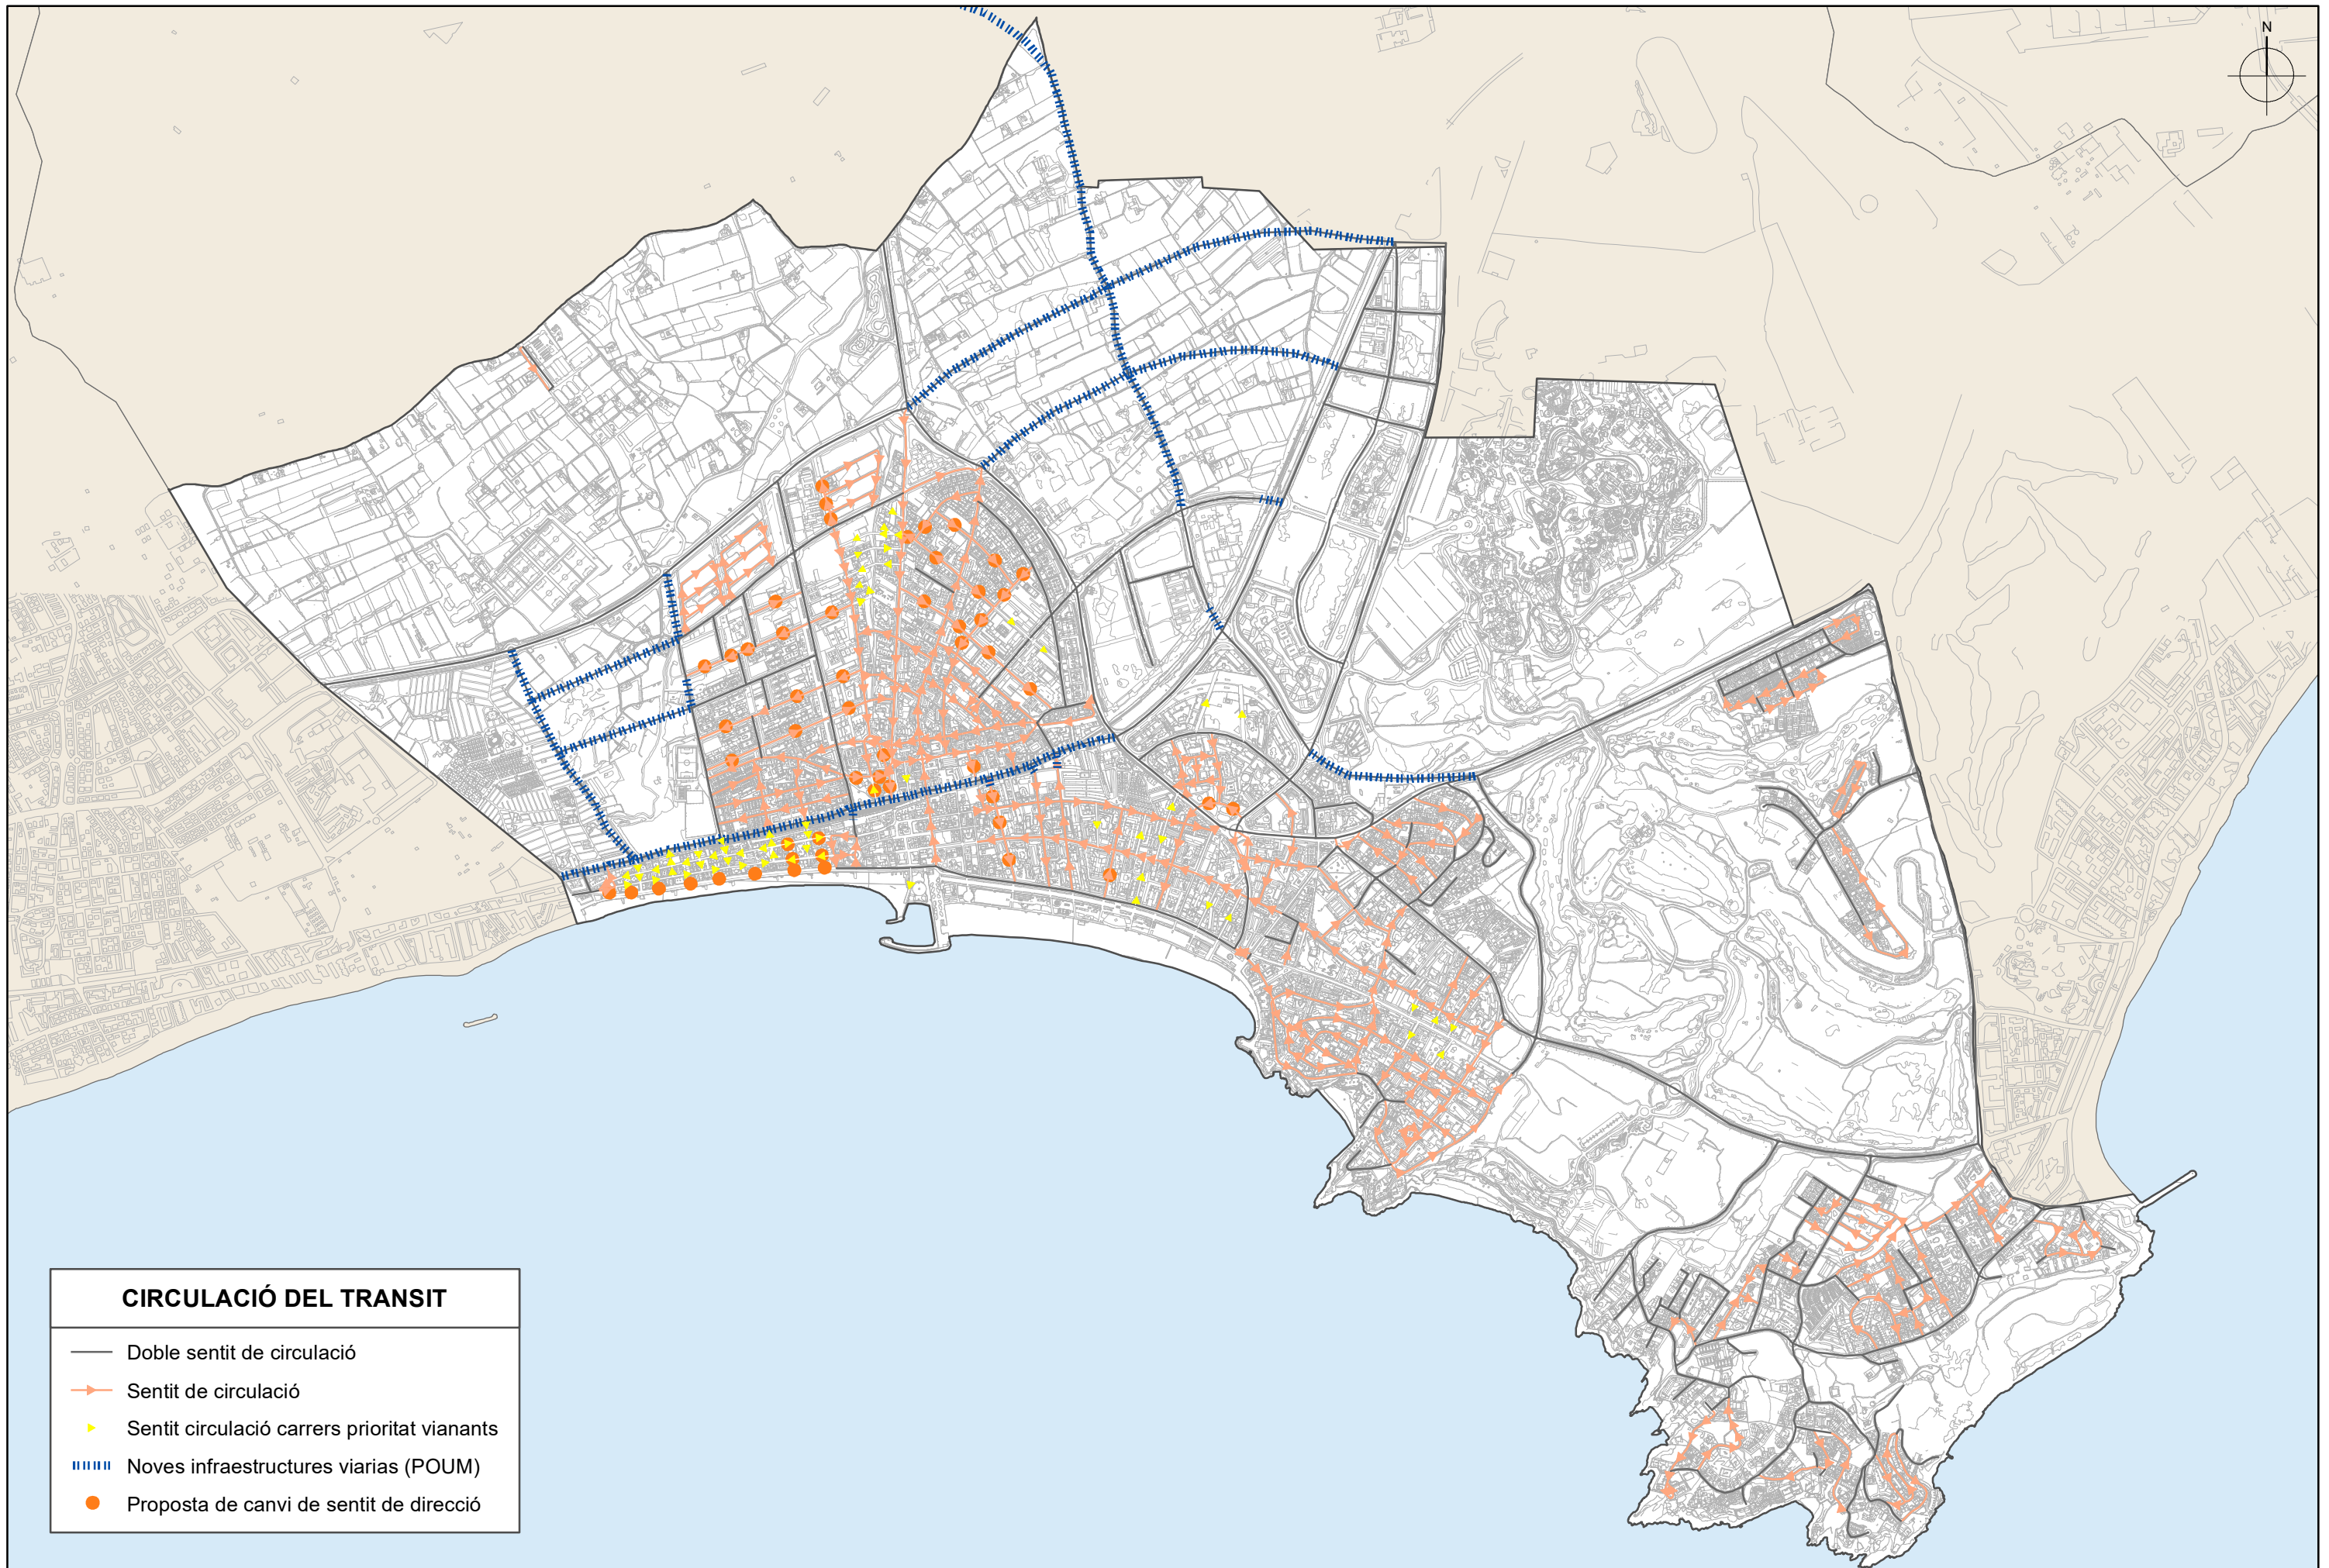 N
CIRCULACIÓ DEL TRANSIT
Doble sentit de circulació
Sentit de circulació
Sentit circulació carrers prioritat vianants
Noves infraestructures viarias (POUM)
Proposta de canvi de sentit de direcció